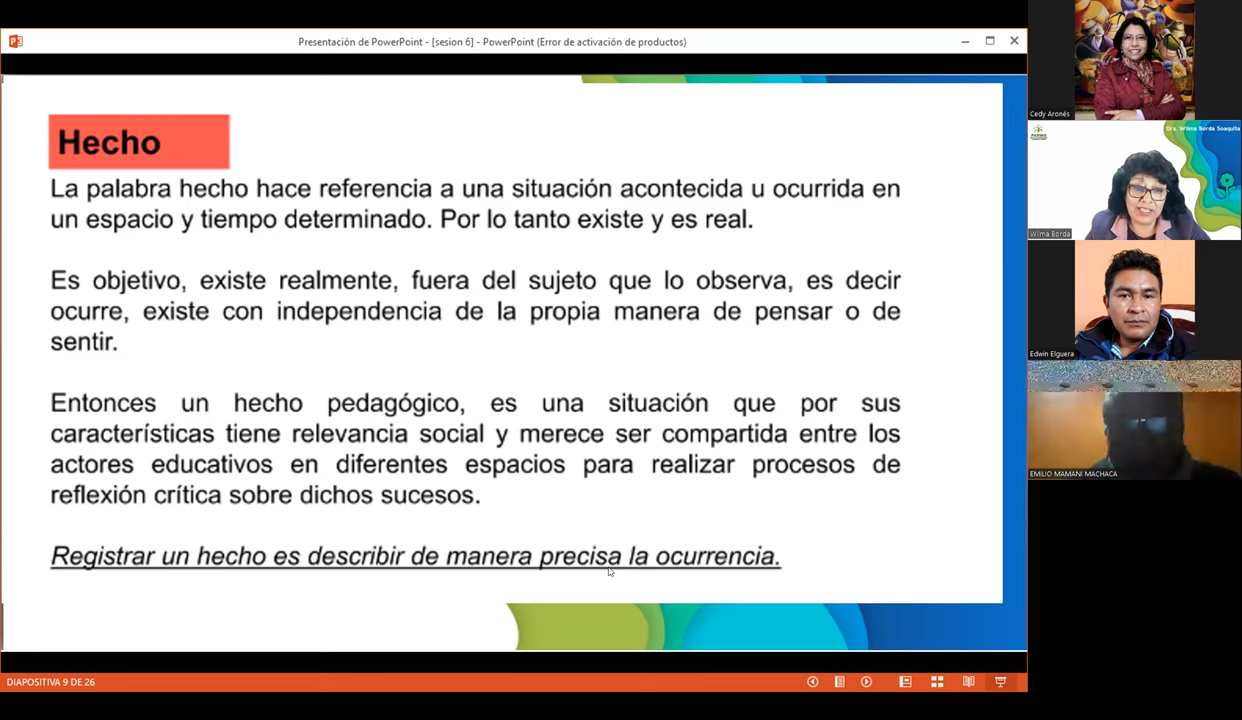 Presentación de PowerPoint - [sesion 6] - PowerPoint (Error de activación de productos)
Hecho
La palabra hecho hace referencia a una situación acontecida u ocurrida en
un espacio y tiempo determinado. Por lo tanto existe y es real.
Es objetivo, existe realmente, fuera del sujeto que lo observa, es decir
ocurre, existe con independencia de la propia manera de pensar o de
sentir.
Entonces un hecho pedagógico, es una situación que por sus
características tiene relevancia social y merece ser compartida entre los
actores educativos en diferentes espacios para realizar procesos de
reflexión crítica sobre dichos sucesos.
Registrar un hecho es describir de manera precisa la ocurrencia.
DIAPOSITIVA 9 DE 26
Cedy Aronés
Dra. Wilma Borda Soaquita
Wilma Borda
Edwin Elguera
EMILIO MAMANI MACHACA